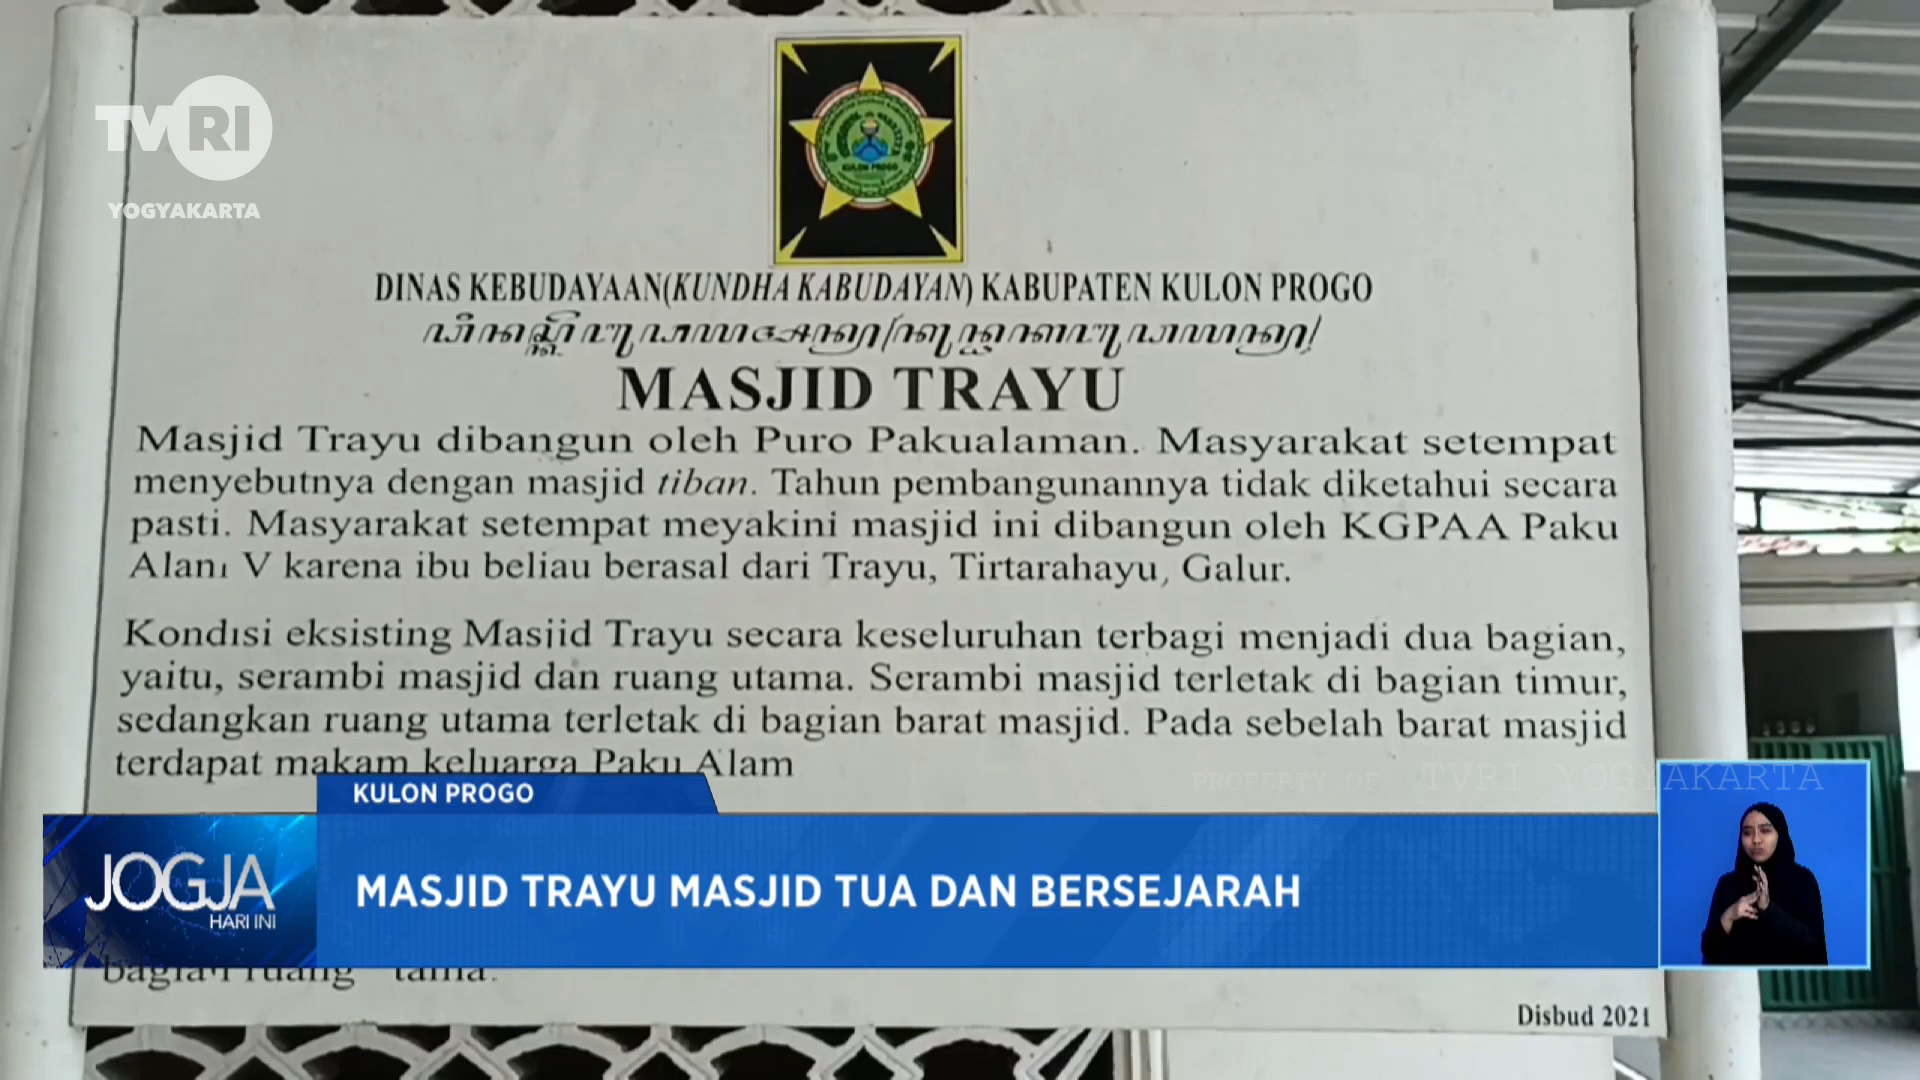 TVRI
YOGYAKARTA
KULON PROGO
DINAS KEBUDAYAAN(KUNDHA KABUDAYAN) KABUPATEN KULON PROGO
MASJID TRAYU
Masjid Trayu dibangun oleh Puro Pakualaman. Masyarakat setempat
menyebutnya dengan masjid tiban. Tahun pembangunannya tidak diketahui secara
pasti. Masyarakat setempat meyakini masjid ini dibangun oleh KGPAA Paku
Alam V karena ibu beliau berasal dari Trayu, Tirtarahayu, Galur.
Kondisi eksisting Masjid Trayu secara keseluruhan terbagi menjadi dua bagian,
yaitu, serambi masjid dan ruang utama. Serambi masjid terletak di bagian timur,
sedangkan ruang utama terletak di bagian barat masjid. Pada sebelah barat masjid
terdapat makam keluarga Paku Alam
PROPERTY OF TVRI YOGYAKARTA
KULON PROGO
JOGJA
HARI INI
MASJID TRAYU MASJID TUA DAN BERSEJARAH
bagian ruang utama.
Disbud 2021